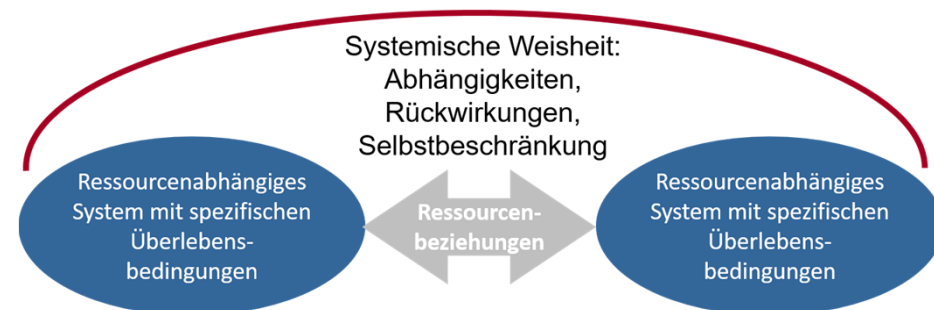 Systemische Weisheit:
Abhängigkeiten,
Rückwirkungen,
Selbstbeschränkung
Ressourcenabhängiges
System mit spezifischen
Überlebens-
bedingungen
Ressourcen-
beziehungen
Ressourcenabhängiges
System mit spezifischen
Überlebens-
bedingungen